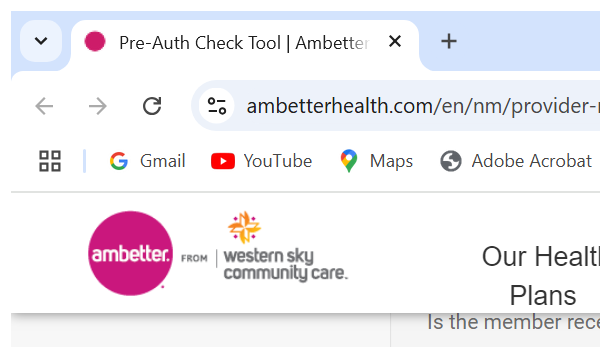 Pre-Auth Check Tool | Ambetter
ambetterhealth.com/en/nm/provider-
Gmail
YouTube
Maps
Adobe Acrobat
ambetter.
FROM
western sky
community care.
Our Healt
Plans
Is the member rece